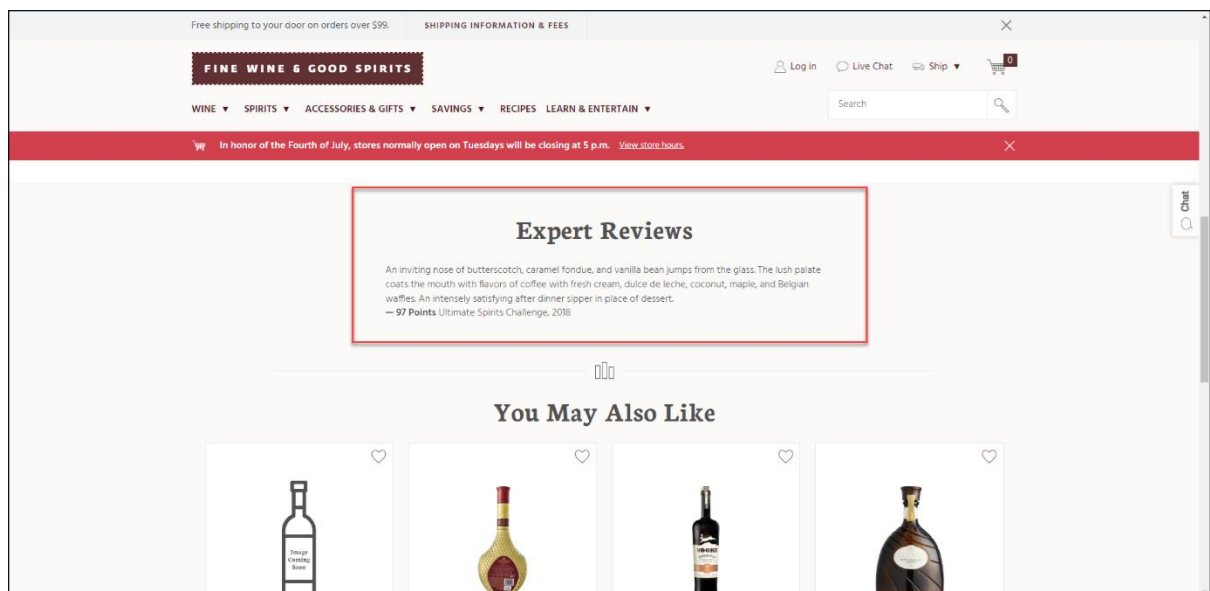 Free shipping to your door on orders over $99. SHIPPING INFORMATION & FEES
FINE WINE & GOOD SPIRITS
Log in Live Chat Ship 0
WINE SPIRITS ACCESSORIES & GIFTS SAVINGS RECIPES LEARN & ENTERTAIN Search
In honor of the Fourth of July, stores normally open on Tuesdays will be closing at 5 p.m. View store hours.
Chat
Expert Reviews
An inviting nose of butterscotch, caramel fondue, and vanilla bean jumps from the glass. The lush palate
coats the mouth with flavors of coffee with fresh cream, dulce de leche, coconut, maple, and Belgian
waffles. An intensely satisfying after dinner sipper in place of dessert.
— 97 Points Ultimate Spirits Challenge, 2018
You May Also Like
Image
Coming
Soon